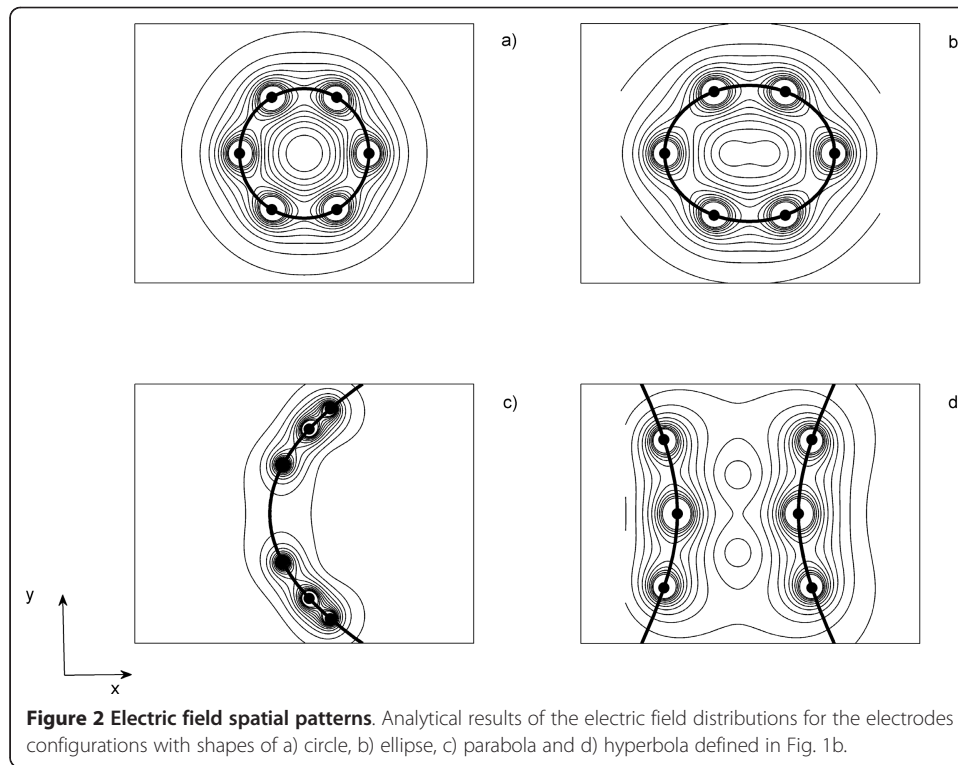 a)
b
c)
d
y
x
Figure 2 Electric field spatial patterns. Analytical results of the electric field distributions for the electrodes
configurations with shapes of a) circle, b) ellipse, c) parabola and d) hyperbola defined in Fig. 1b.